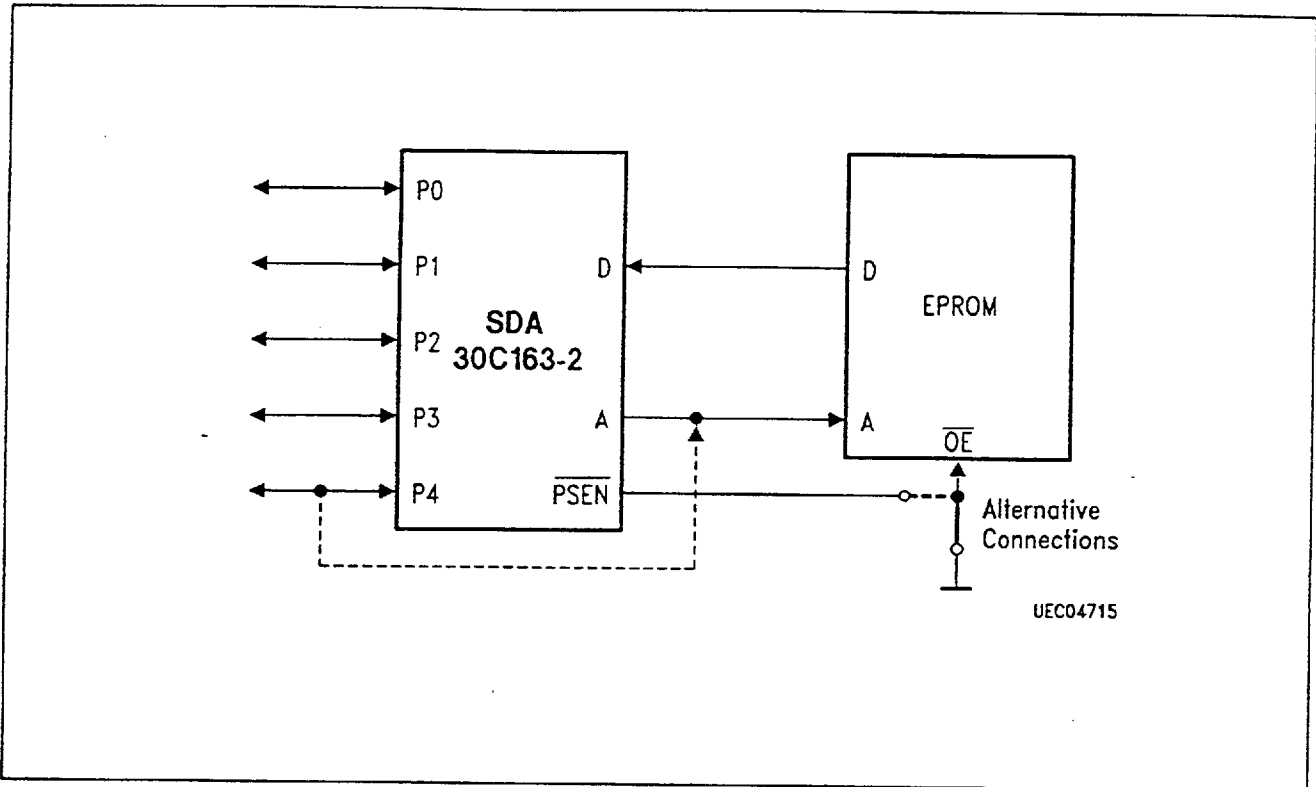 P0
P1
P2
P3
P4
SDA
30C163-2
D
A
PSEN
D
EPROM
A
OE
Alternative
Connections
UEC04715